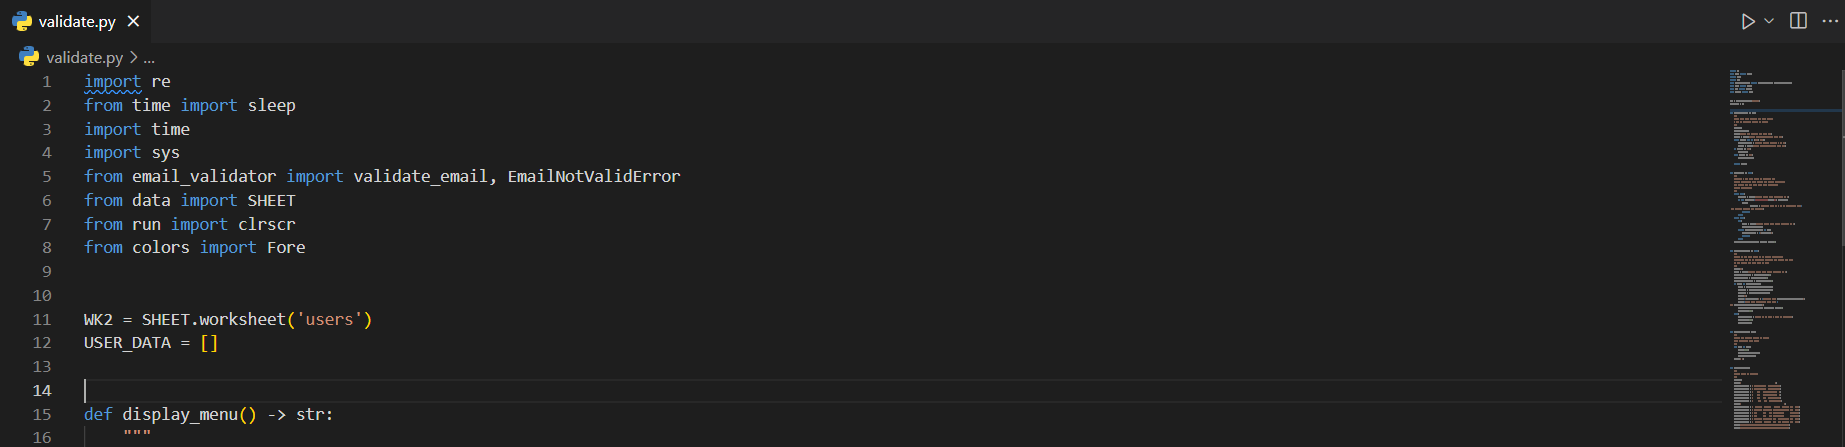 validate.py
validate.py > ...
1 import re
2 from time import sleep
3 import time
4 import sys
5 from email_validator import validate_email, EmailNotValidError
6 from data import SHEET
7 from run import clrscr
8 from colors import Fore
9
10
11 WK2 = SHEET.worksheet('users')
12 USER_DATA = []
13
14
15 def display_menu() -> str:
16 """